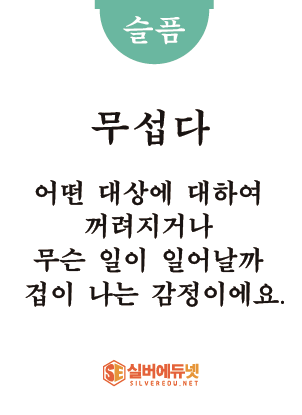 슬픔
무섭다
어떤 대상에 대하여
꺼려지거나
무슨 일이 일어날까
겁이 나는 감정이에요.
SE 실버에듀넷
SILVEREDU.NET